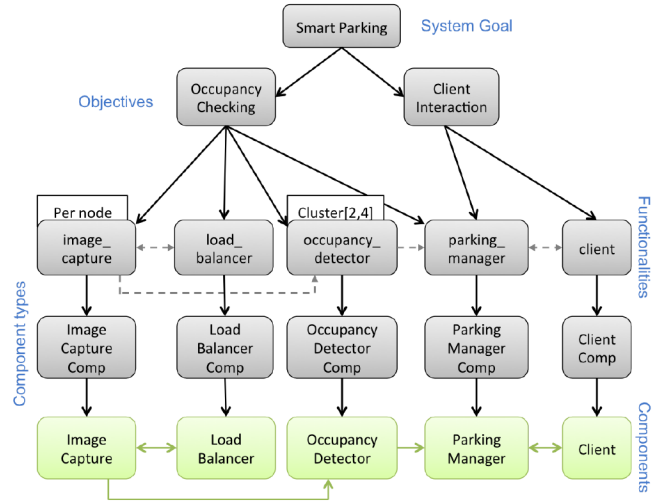 Smart Parking
System Goal
Objectives
Occupancy
Checking
Client
Interaction
Per node
Cluster[2,4]
image_
capture
load_
balancer
occupancy_
detector
parking_
manager
client
Functionalities
Component types
Image
Capture
Comp
Load
Balancer
Comp
Occupancy
Detector
Comp
Parking
Manager
Comp
Client
Comp
Image
Capture
Load
Balancer
Occupancy
Detector
Parking
Manager
Client
Components